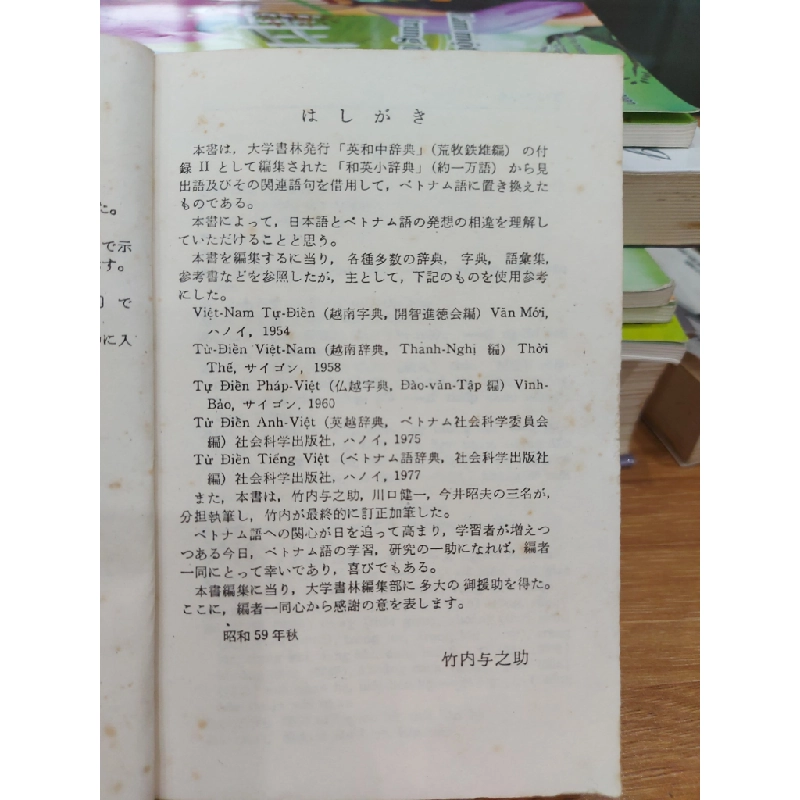 た。
で示
す。
)で
に入
はしがき
本書は，大学書林発行「英和中辞典」(荒牧鉄雄編) の付
録 II として編集された「和英小辞典」(約一万語) から見
出語及びその関連語句を借用して，ベトナム語に置き換えた
ものである。
本書によって，日本語とベトナム語の発想の相違を理解し
ていただけることと思う。
本書を編集するに当り，各種多数の辞典，字典，語彙集，
参考書などを参照したが，主として，下記のものを使用参考
にした。
Việt-Nam Tự-Điền (越南字典，開智進徳会編) Văn Mới,
ハノイ，1954
Từ-Điền Việt-Nam (越南辞典，Thanh-Nghị 編) Thời
Thế, サイゴン，1958
Tự Điền Pháp-Việt (仏越字典，Đào-văn-Tập 編) Vĩnh-
Bảo, サイゴン，1960
Từ Điền Anh-Việt (英越辞典，ベトナム社会科学委員会
編) 社会科学出版社，ハノイ，1975
Từ Điền Tiếng Việt (ベトナム語辞典，社会科学出版社
編) 社会科学出版社，ハノイ，1977
また，本書は，竹内与之助，川口健一，今井昭夫の三名が，
分担執筆し，竹内が最終的に訂正加筆した。
ベトナム語への関心が日を追って高まり，学習者が増えつ
つある今日，ベトナム語の学習，研究の一助になれば，編者
一同にとって幸いであり，喜びでもある。
本書編集に当り，大学書林編集部に多大の御援助を得た。
ここに，編者一同心から感謝の意を表します。
昭和 59 年秋
竹内与之助